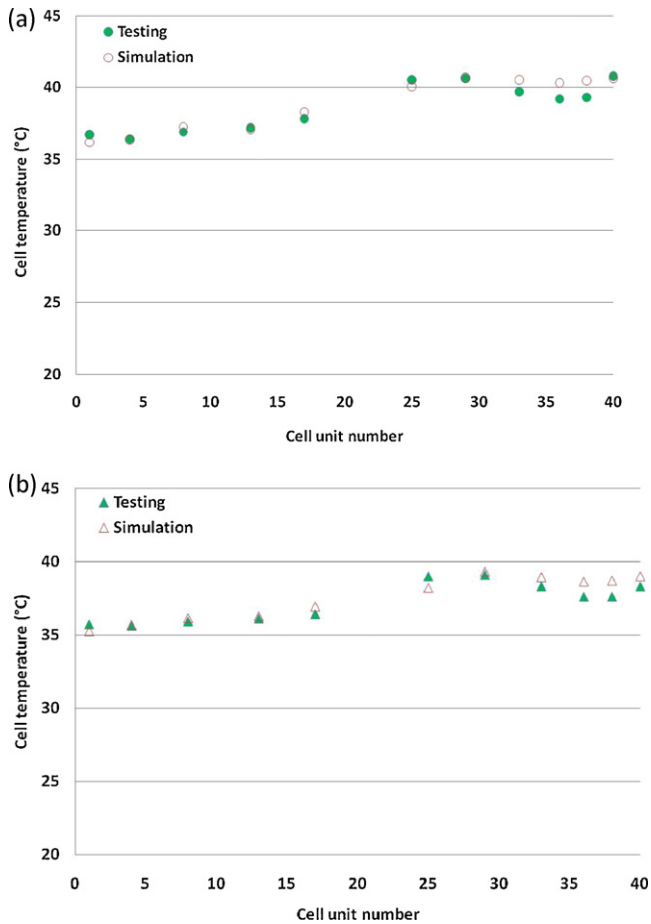 (a)
45
Testing
Simulation
40
35
30
25
20
Cell temperature (°C)
0 5 10 15 20 25 30 35 40
Cell unit number
(b)
45
Testing
Simulation
40
35
30
25
20
Cell temperature (°C)
0 5 10 15 20 25 30 35 40
Cell unit number